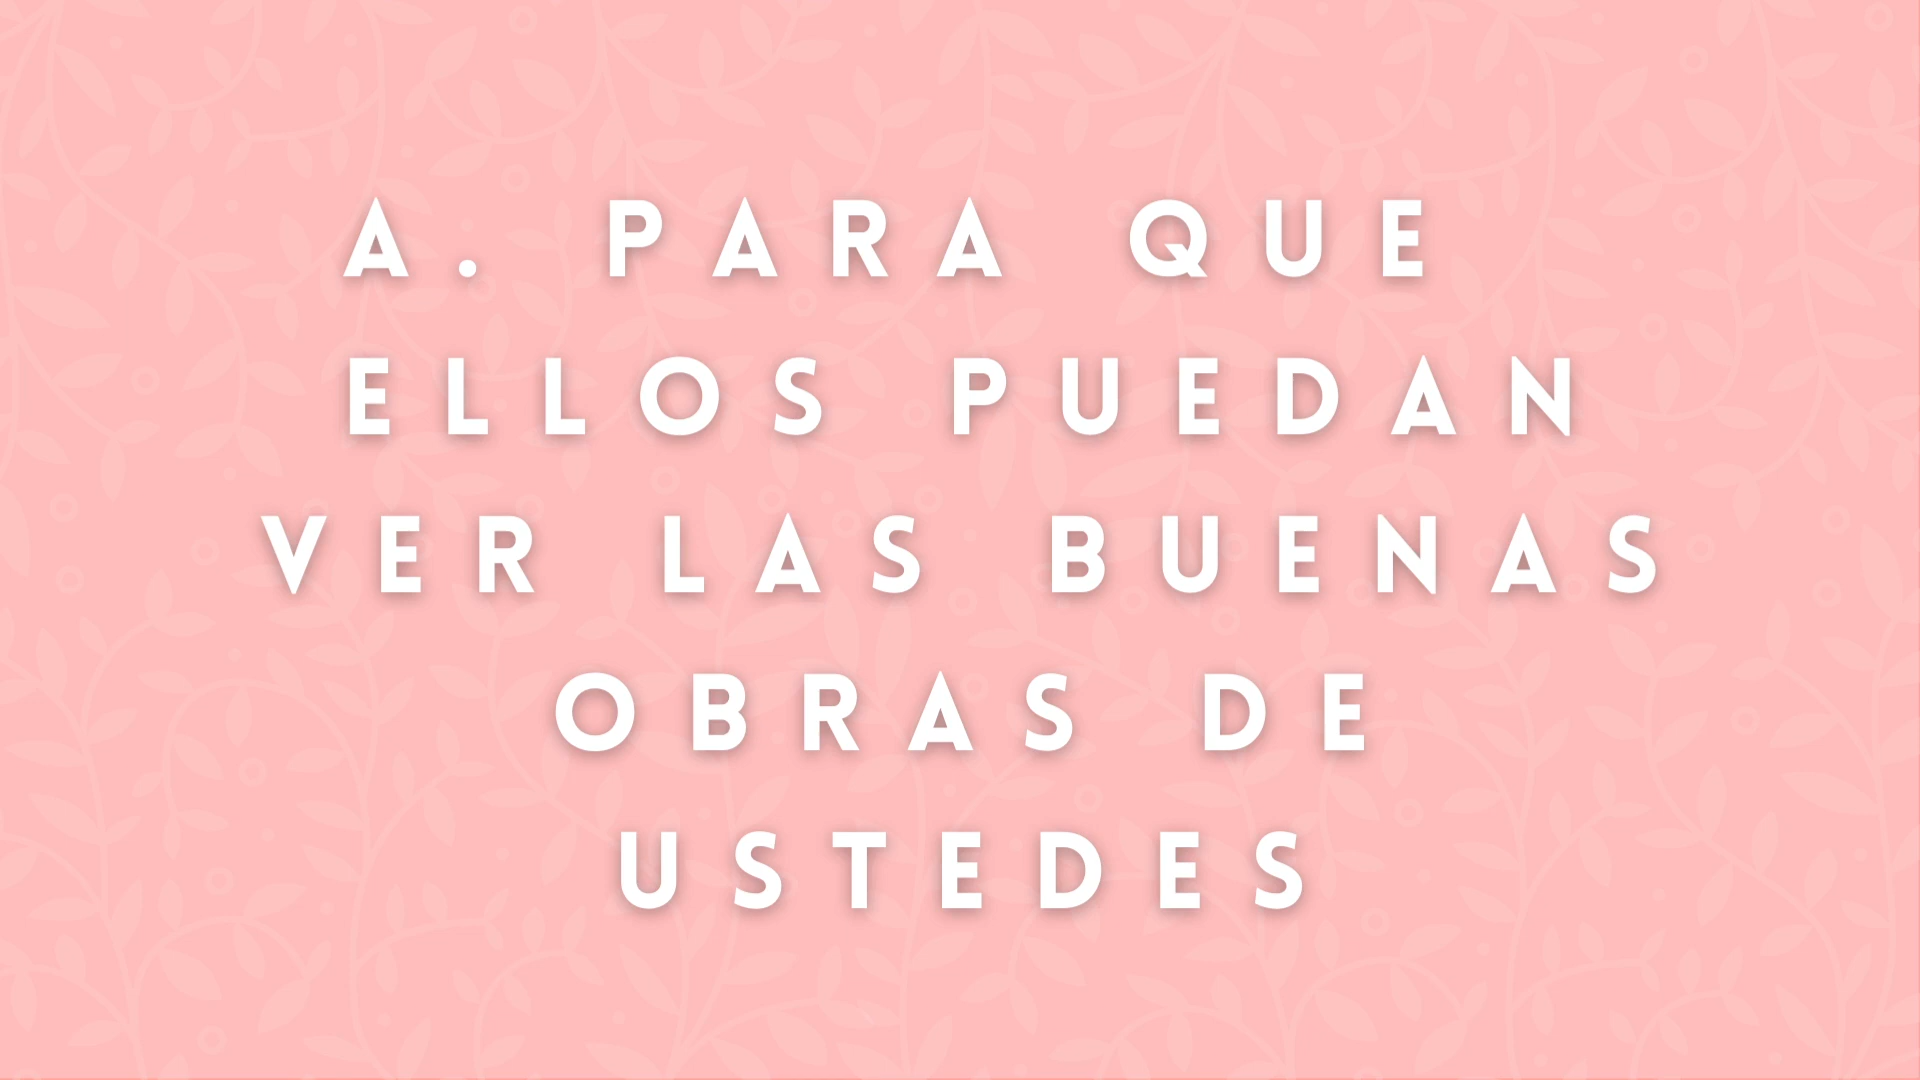 A. PARA QUE
ELLOS PUEDAN
VER LAS BUENAS
OBRAS DE
USTEDES